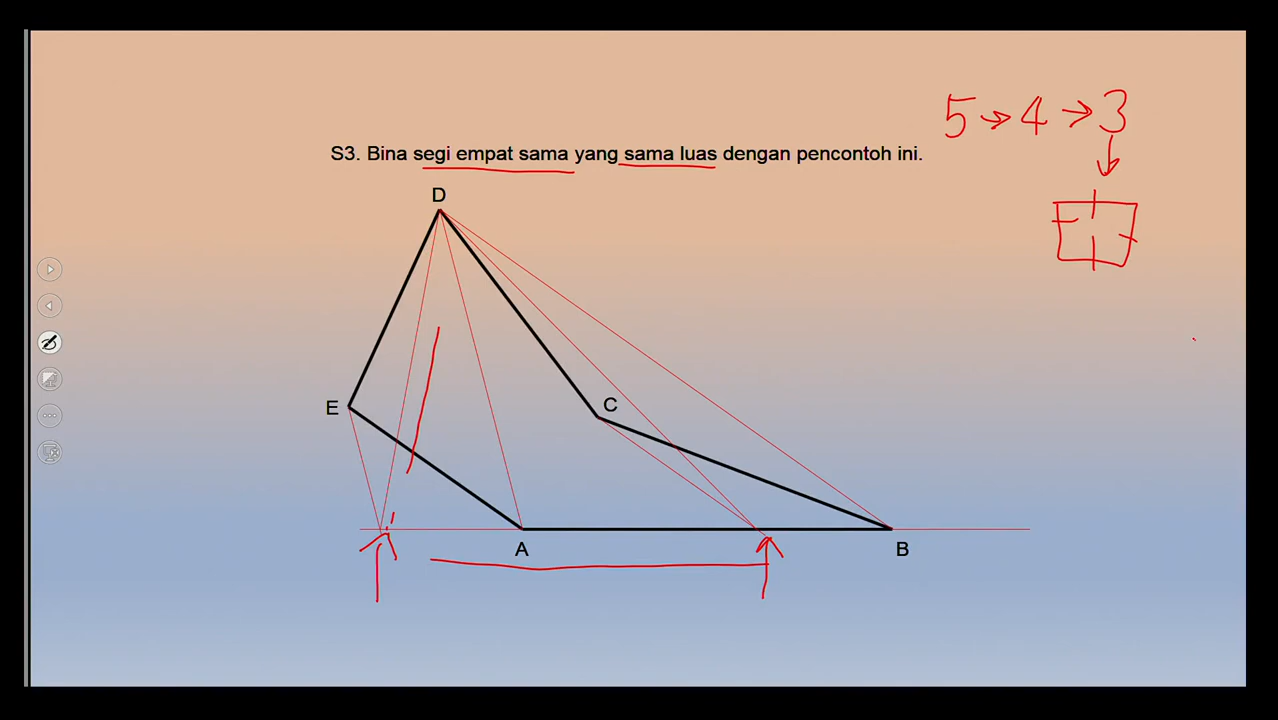 5 → 4 → 3
S3. Bina segi empat sama yang sama luas dengan pencontoh ini.
D
E
C
A
B